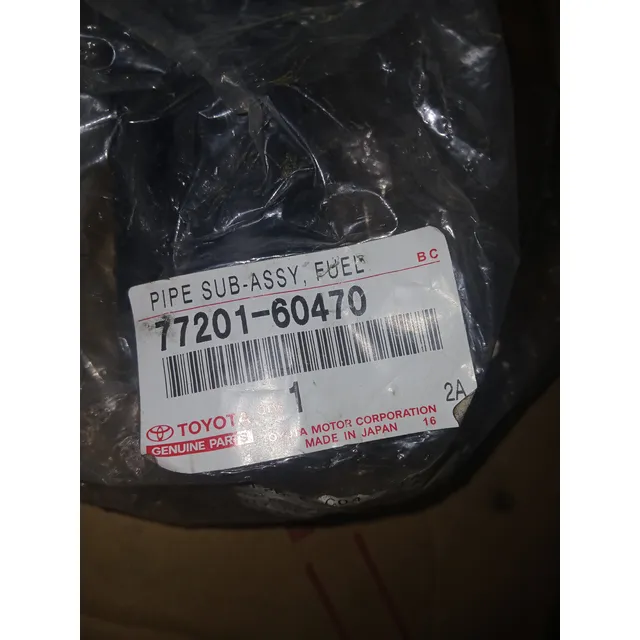 PIPE SUB-ASSY, FUEL
BC
77201-60470
1
2A
TOYOTA
GENUINE PARTS
MOTOR CORPORATION
MADE IN JAPAN 16